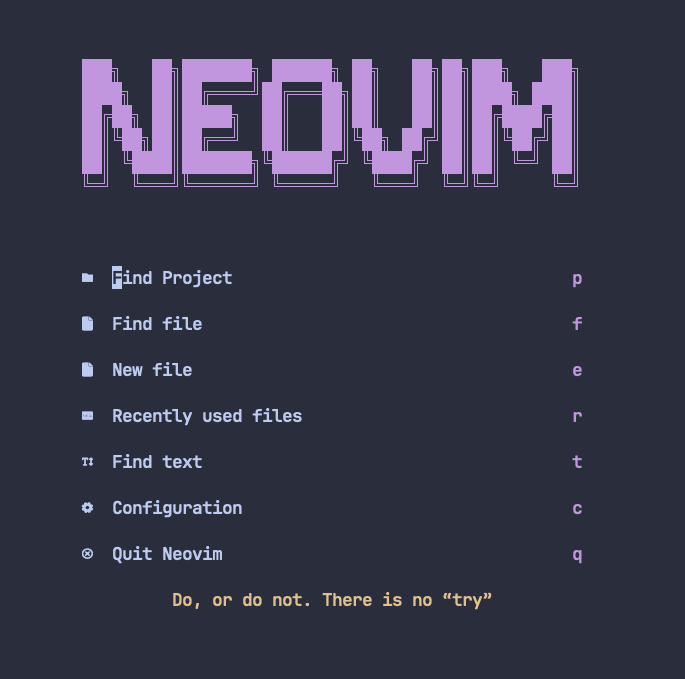 NEOVIM
Find Project p
Find file f
New file e
Recently used files r
Find text t
Configuration c
Quit Neovim q
Do, or do not. There is no “try”